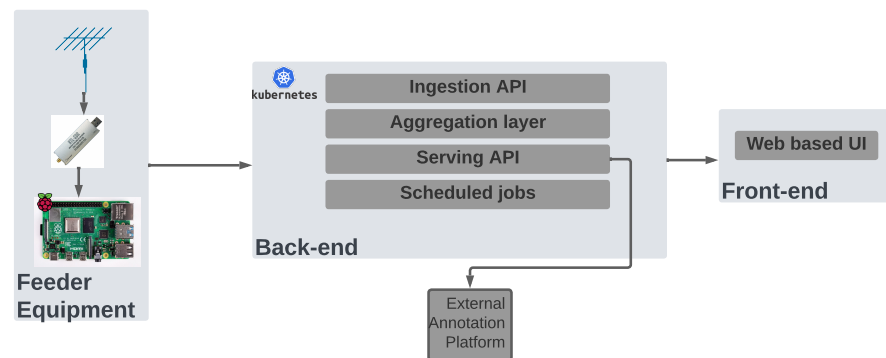 Feeder
Equipment
kubernetes
Ingestion API
Aggregation layer
Serving API
Scheduled jobs
Back-end
External
Annotation
Platform
Web based UI
Front-end